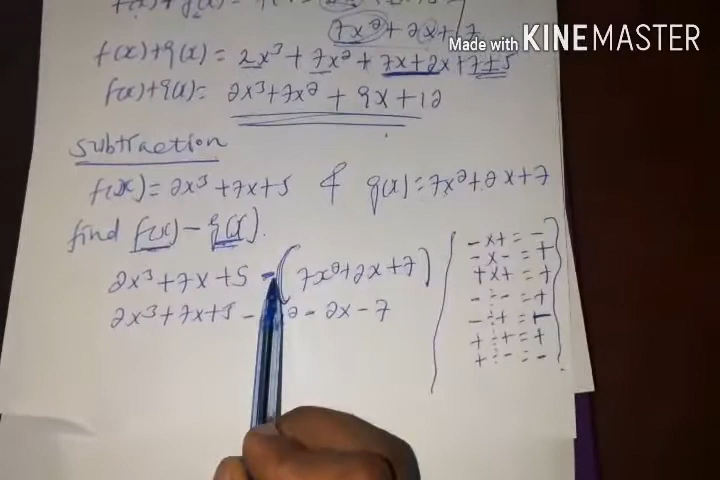 7x² + 2x + 7
Made with KINEMASTER
f(x)+g(x) = 2x³ + 7x² + 7x+2x+7+5
f(x)+g(x) = 2x³+7x² + 9x+12
subtraction
f(x) = 2x³+7x+5 & g(x) = 7x²+2x+7
find f(x) - g(x).
2x³+7x+5 - (7x²+2x+7)
2x³+7x+5 - ² - 2x - 7
- x + = -
- x - = +
+ x + = +
- ÷ - = +
- ÷ + = -
+ ÷ + = +
+ ÷ - = -